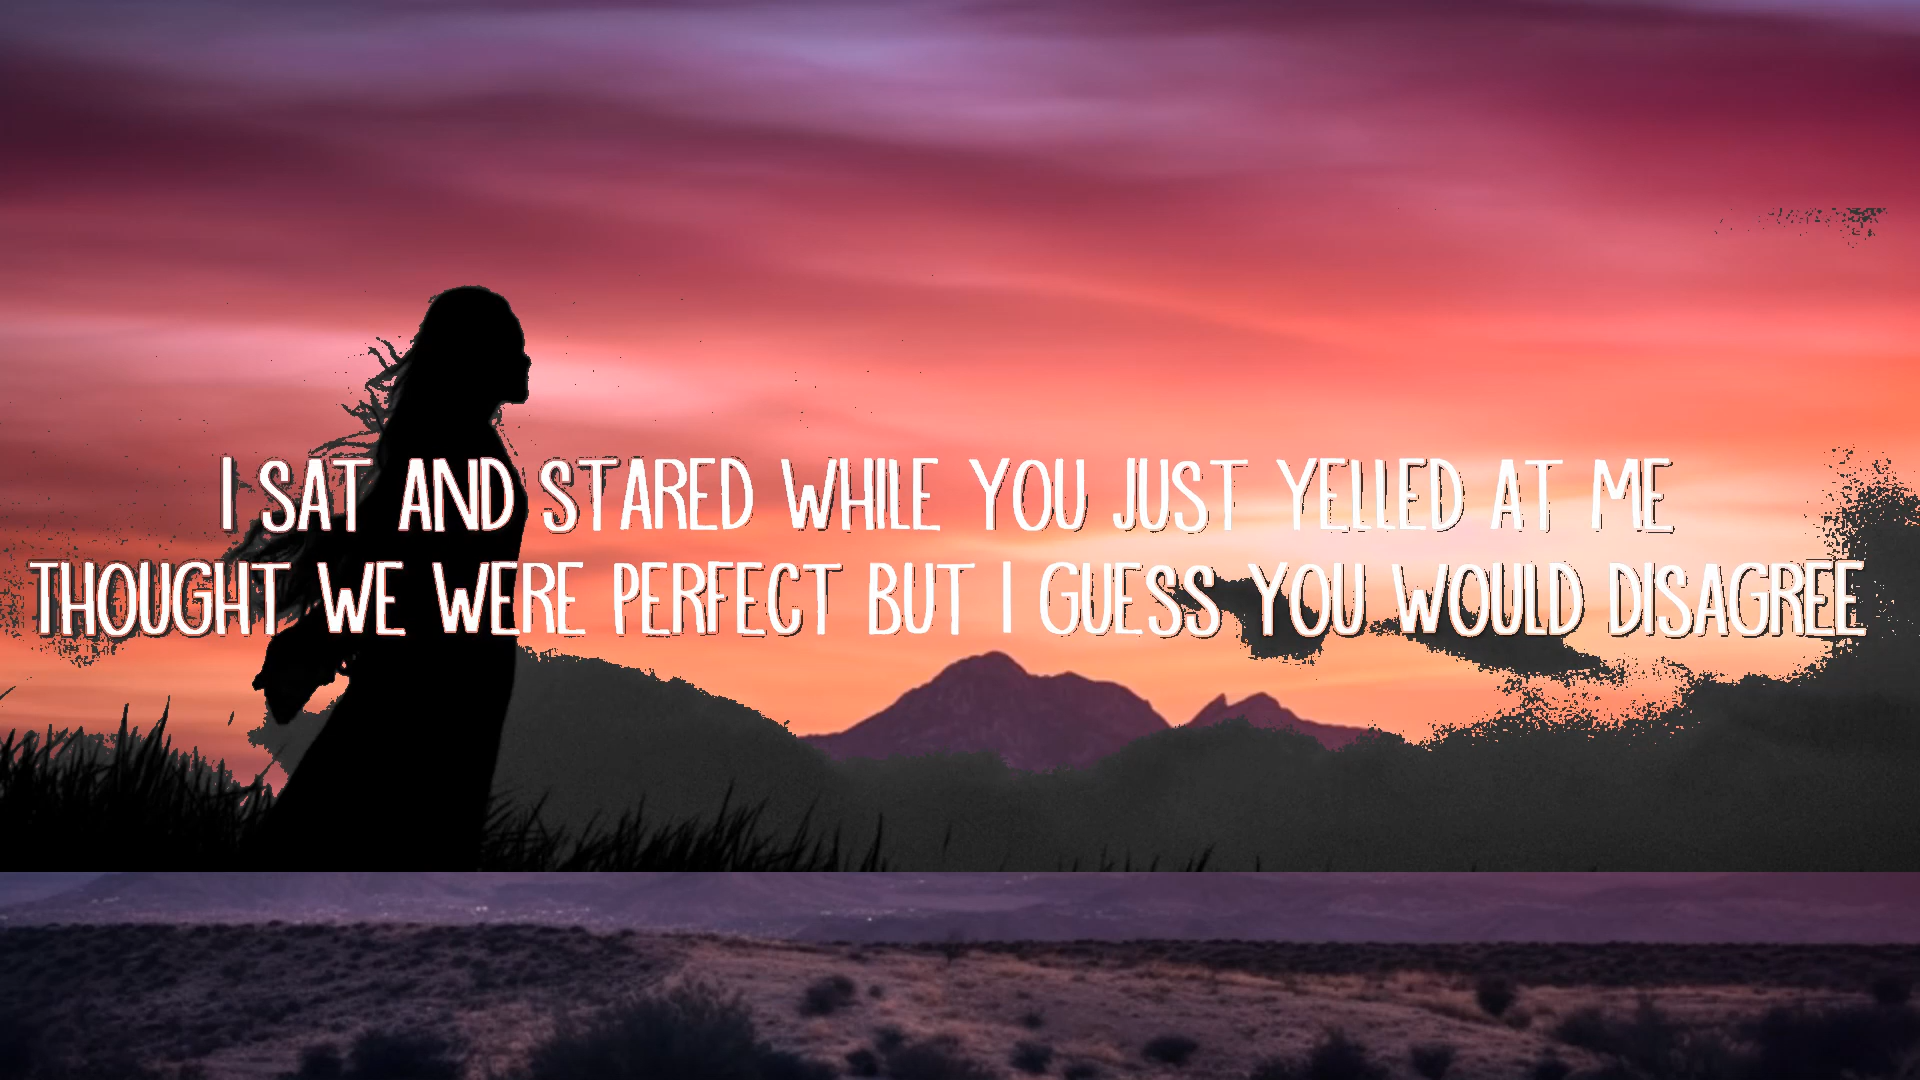 I SAT AND STARED WHILE YOU JUST YELLED AT ME
THOUGHT WE WERE PERFECT BUT I GUESS YOU WOULD DISAGREE